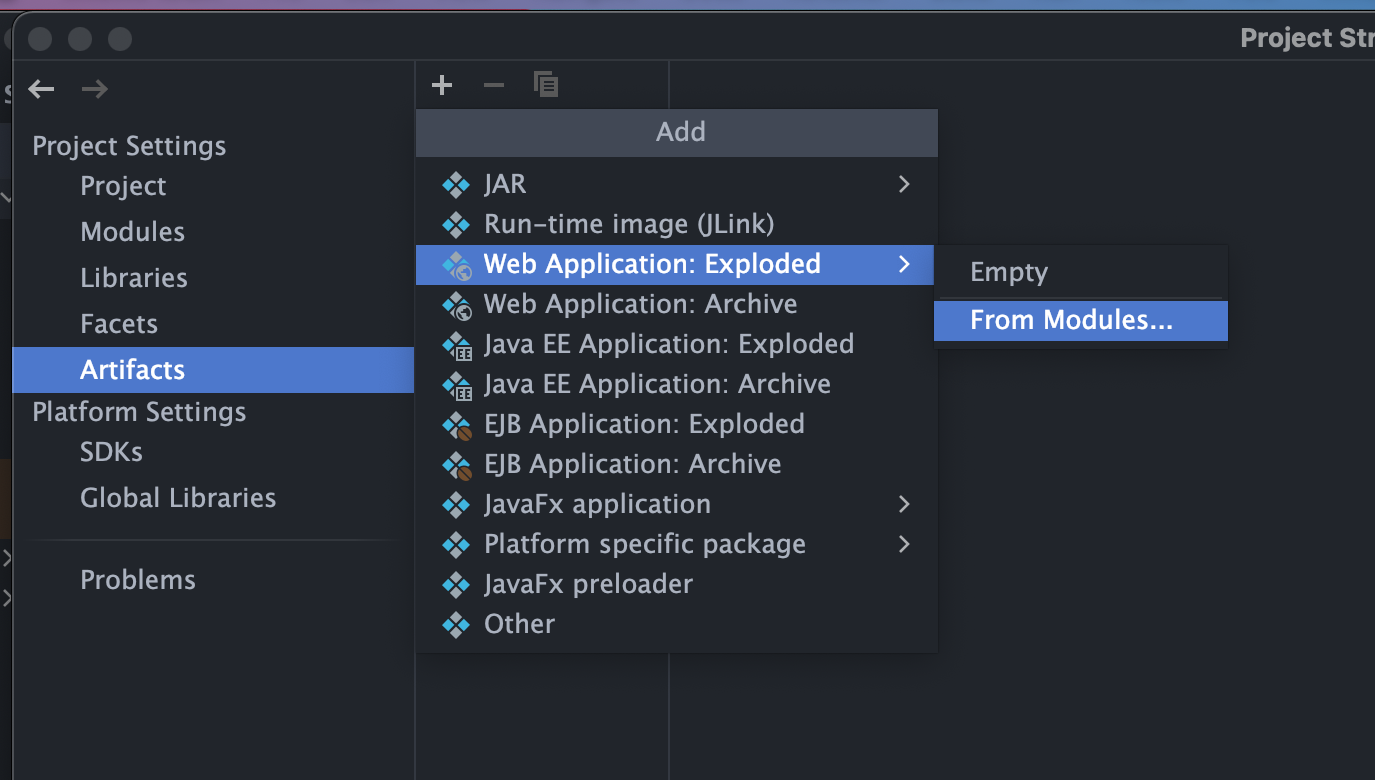 Project Str
Project Settings
Project
Modules
Libraries
Facets
Artifacts
Platform Settings
SDKs
Global Libraries
Problems
Add
JAR
Run-time image (JLink)
Web Application: Exploded
Web Application: Archive
Java EE Application: Exploded
Java EE Application: Archive
EJB Application: Exploded
EJB Application: Archive
JavaFx application
Platform specific package
JavaFx preloader
Other
Empty
From Modules...